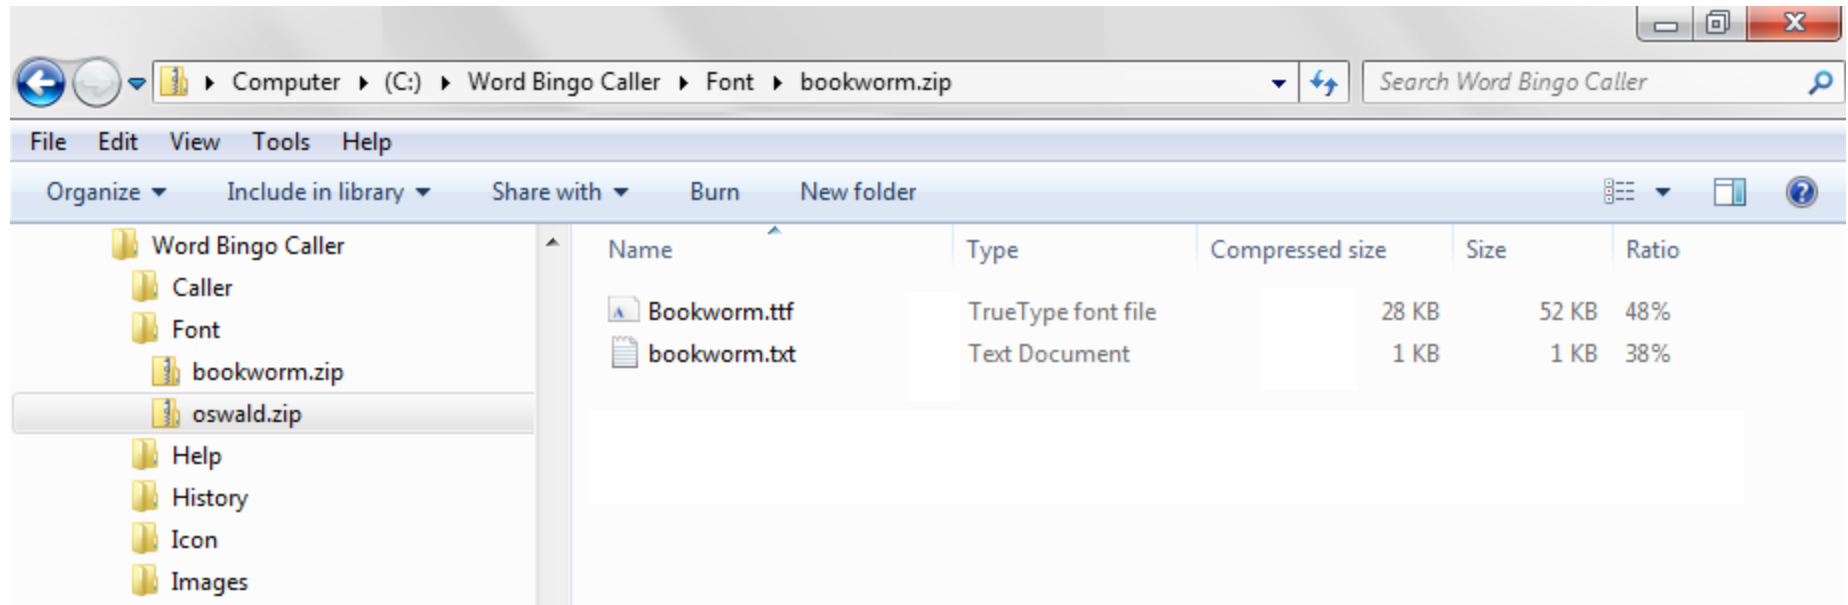 Computer (C:) Word Bingo Caller Font bookworm.zip Search Word Bingo Caller
File Edit View Tools Help
Organize Include in library Share with Burn New folder
Word Bingo Caller
Caller
Font
bookworm.zip
oswald.zip
Help
History
Icon
Images
Name Type Compressed size Size Ratio
Bookworm.ttf TrueType font file 28 KB 52 KB 48%
bookworm.txt Text Document 1 KB 1 KB 38%